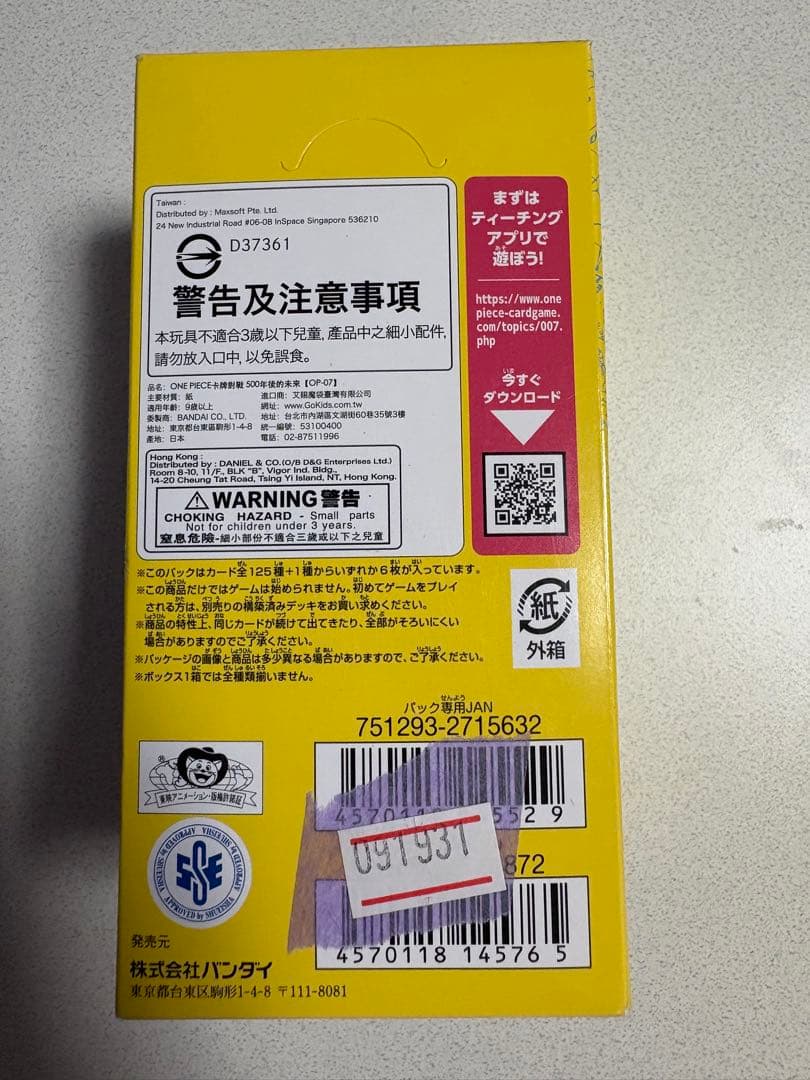 Taiwan :
Distributed by : Maxsoft Pte. Ltd.
24 New Industrial Road #06-08 InSpace Singapore 536210
D37361
警告及注意事項
本玩具不適合3歲以下兒童, 產品中之細小配件,
請勿放入口中, 以免誤食。
品名: ONE PIECE卡牌對戰 500年後的未來【OP-07】
主要材質: 紙
適用年齡: 9歲以上
委製商: BANDAI CO., LTD.
地址: 東京都台東區駒形1-4-8
產地: 日本
進口商: 艾賜魔袋臺灣有限公司
網址: www.GoKids.com.tw
地址: 台北市內湖區文湖街60巷35號3樓
統一編號: 53100400
電話: 02-87511996
Hong Kong :
Distributed by : DANIEL & CO.(O/B D&G Enterprises Ltd.)
Room 8-10, 11/F., BLK "B", Vigor Ind. Bldg.,
14-20 Cheung Tat Road, Tsing Yi Island, NT, Hong Kong.
WARNING 警告
CHOKING HAZARD - Small parts
Not for children under 3 years.
窒息危險-細小部份不適合三歲或以下之兒童
まずは
ティーチング
アプリで
遊ぼう!
https://www.one
piece-cardgame.
com/topics/007.
php
今すぐ
ダウンロード
※このパックはカード全125種+1種からいずれか6枚が入っています。
※この商品だけではゲームは始められません。初めてゲームをプレイ
される方は、別売りの構築済みデッキをお買い求めください。
※商品の特性上、同じカードが続けて出てきたり、全部がそろいにくい
場合がありますのでご了承ください。
※パッケージの画像と商品は多少異なる場合がありますので、ご了承ください。
※ボックス1箱では全種類揃いません。
紙
外箱
パック専用JAN
751293-2715632
091931
872
4570118 14576 5
東映アニメーション・版権許諾証
APPROVED by SHUEISHA
発売元
株式会社バンダイ
東京都台東区駒形1-4-8 〒111-8081